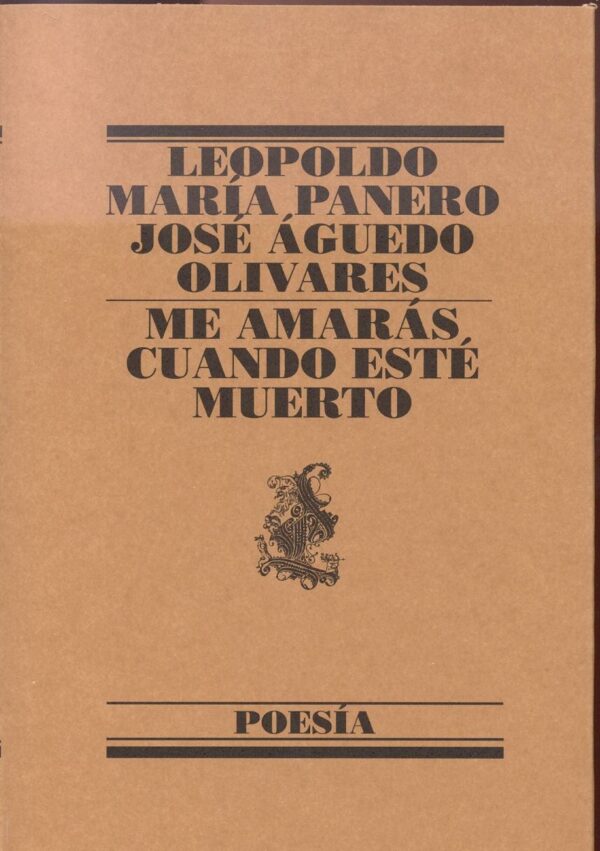 LEOPOLDO
MARÍA PANERO
JOSÉ ÁGUEDO
OLIVARES
ME AMARÁS
CUANDO ESTÉ
MUERTO
POESÍA